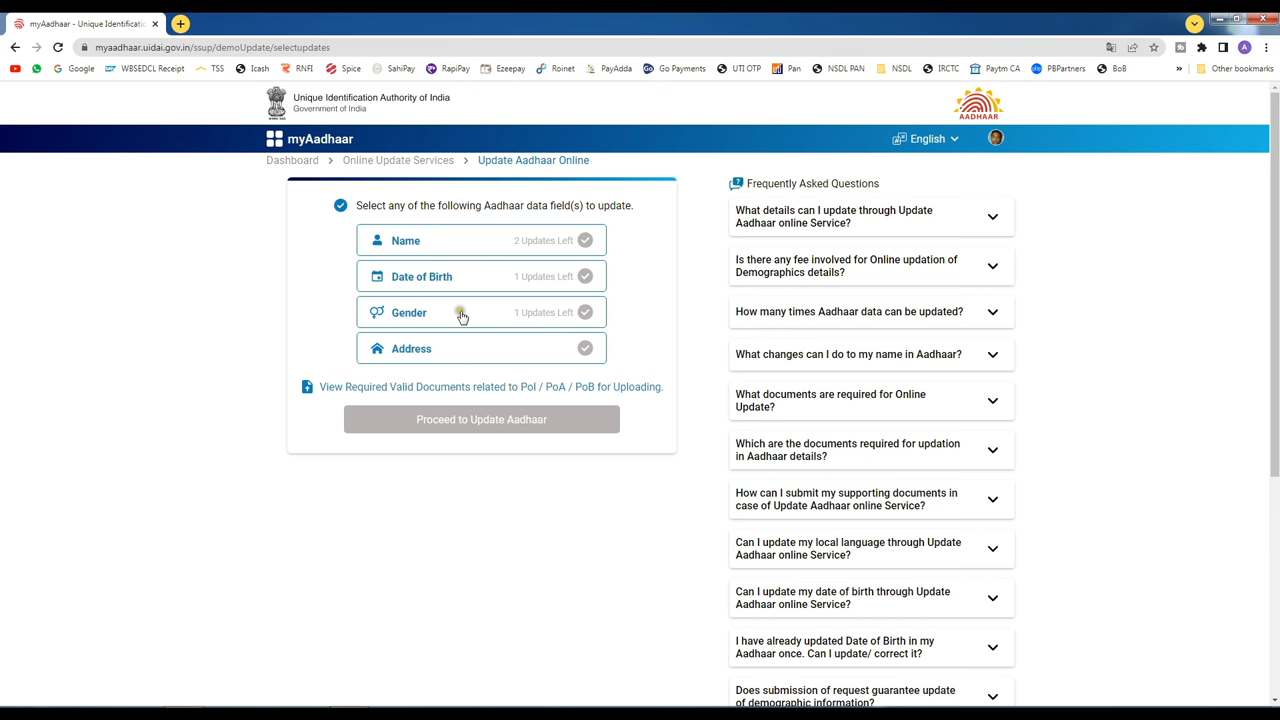 myAadhaar - Unique Identificatio
myaadhaar.uidai.gov.in/ssup/demoUpdate/selectupdates
A
Google WBSEDCL Receipt TSS Icash RNFI Spice SahiPay RapiPay Ezeepay Roinet PayAdda Go Payments UTI OTP Pan NSDL PAN NSDL IRCTC Paytm CA PBPartners BoB » Other bookmarks
Unique Identification Authority of India
Government of India
AADHAAR
myAadhaar
English
Dashboard > Online Update Services > Update Aadhaar Online
Select any of the following Aadhaar data field(s) to update.
Name 2 Updates Left
Date of Birth 1 Updates Left
Gender 1 Updates Left
Address
View Required Valid Documents related to PoI / PoA / PoB for Uploading.
Proceed to Update Aadhaar
Frequently Asked Questions
What details can I update through Update
Aadhaar online Service?
Is there any fee involved for Online updation of
Demographics details?
How many times Aadhaar data can be updated?
What changes can I do to my name in Aadhaar?
What documents are required for Online
Update?
Which are the documents required for updation
in Aadhaar details?
How can I submit my supporting documents in
case of Update Aadhaar online Service?
Can I update my local language through Update
Aadhaar online Service?
Can I update my date of birth through Update
Aadhaar online Service?
I have already updated Date of Birth in my
Aadhaar once. Can I update/ correct it?
Does submission of request guarantee update
of demographic information?